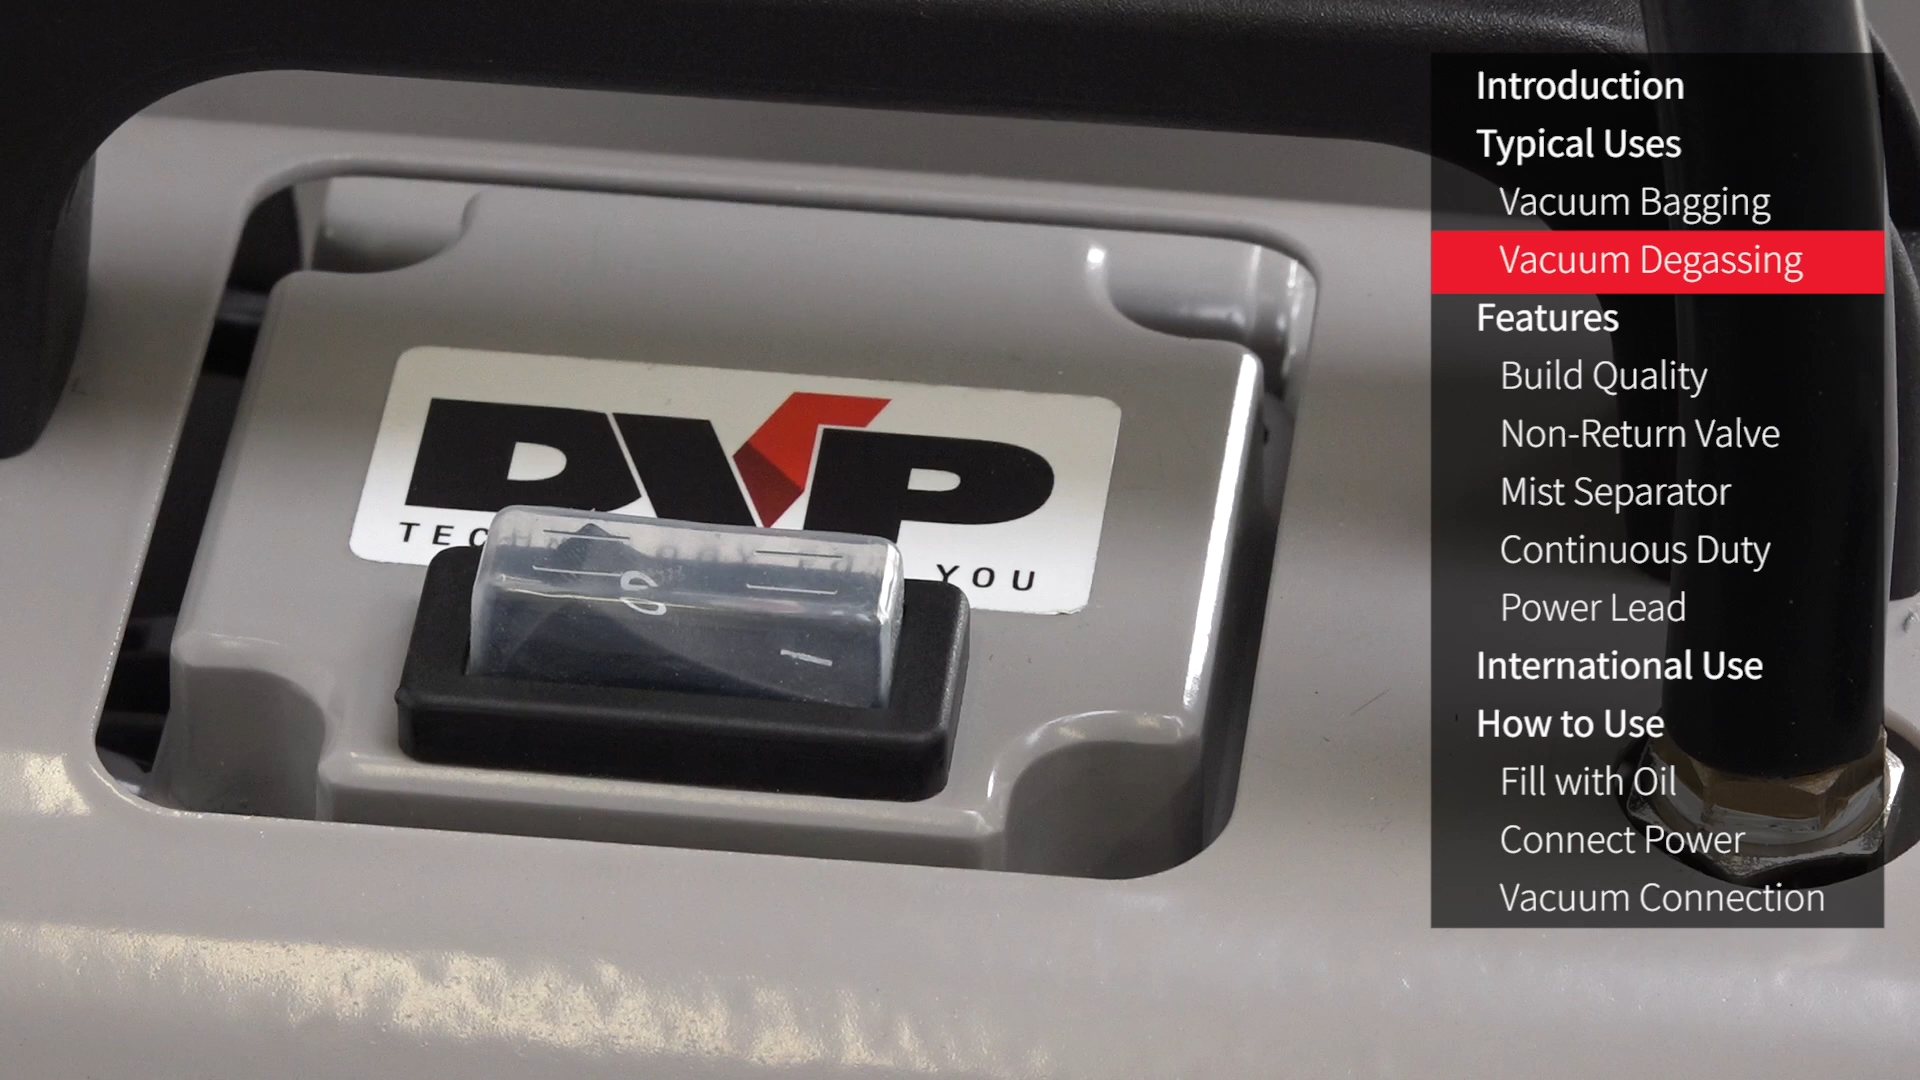 DVP
YOU
O
I
Introduction
Typical Uses
Vacuum Bagging
Vacuum Degassing
Features
Build Quality
Non-Return Valve
Mist Separator
Continuous Duty
Power Lead
International Use
How to Use
Fill with Oil
Connect Power
Vacuum Connection